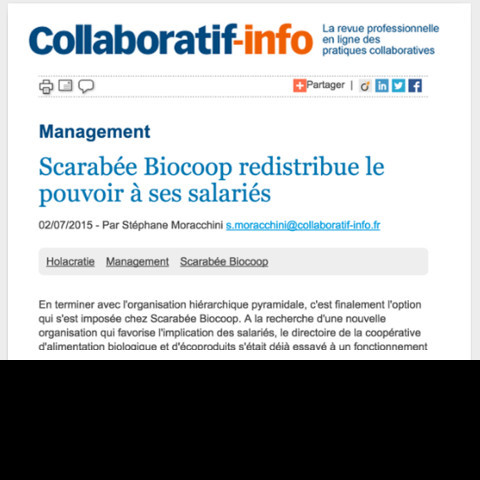 Collaboratif-info
La revue professionnelle
en ligne des
pratiques collaboratives
Partager |
Management
Scarabée Biocoop redistribue le
pouvoir à ses salariés
02/07/2015 - Par Stéphane Moracchini s.moracchini@collaboratif-info.fr
Holacratie Management Scarabée Biocoop
En terminer avec l'organisation hiérarchique pyramidale, c'est finalement l'option
qui s'est imposée chez Scarabée Biocoop. A la recherche d'une nouvelle
organisation qui favorise l'implication des salariés, le directoire de la coopérative
d'alimentation biologique et d'écoproduits s'était déjà essayé à un fonctionnement